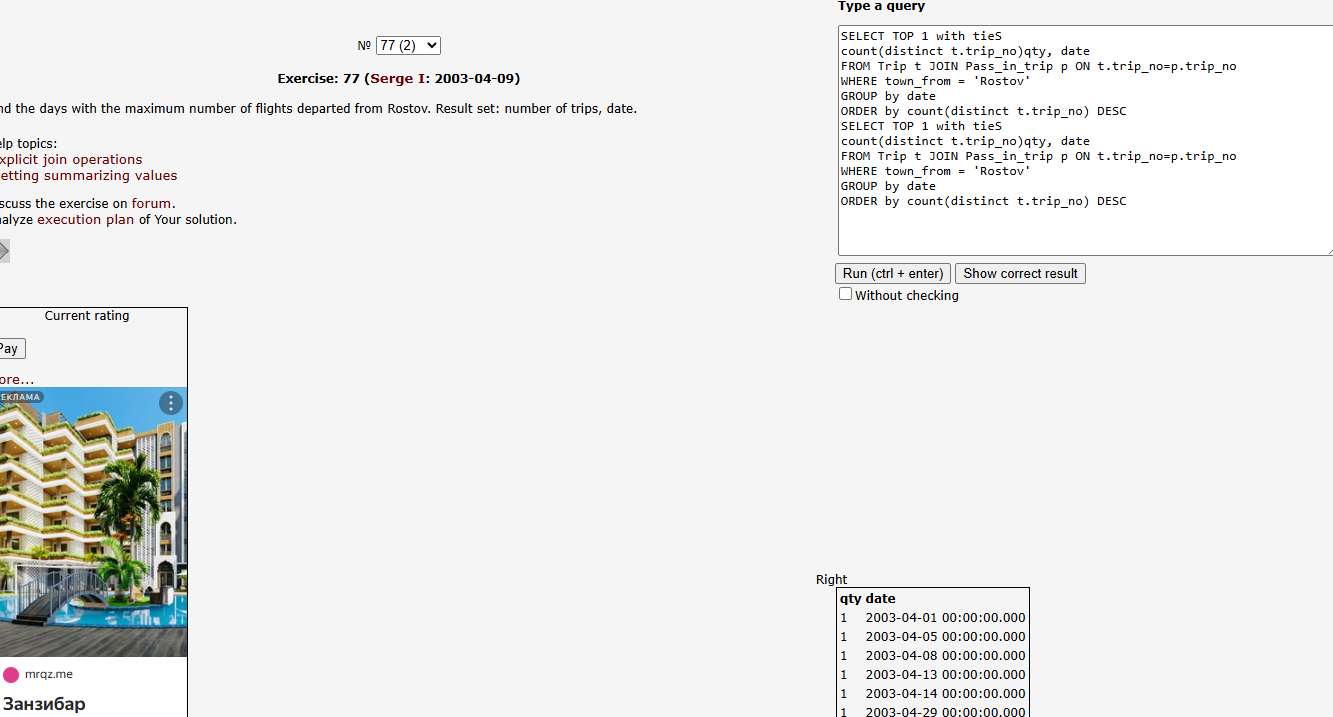 № 77 (2)
Exercise: 77 (Serge I: 2003-04-09)
nd the days with the maximum number of flights departed from Rostov. Result set: number of trips, date.
elp topics:
xplicit join operations
etting summarizing values
scuss the exercise on forum.
nalyze execution plan of Your solution.
Current rating
Pay
ore...
ЕКЛАМА
mrqz.me
Занзибар
Type a query
SELECT TOP 1 with tieS
count(distinct t.trip_no)qty, date
FROM Trip t JOIN Pass_in_trip p ON t.trip_no=p.trip_no
WHERE town_from = 'Rostov'
GROUP by date
ORDER by count(distinct t.trip_no) DESC
SELECT TOP 1 with tieS
count(distinct t.trip_no)qty, date
FROM Trip t JOIN Pass_in_trip p ON t.trip_no=p.trip_no
WHERE town_from = 'Rostov'
GROUP by date
ORDER by count(distinct t.trip_no) DESC
Run (ctrl + enter) Show correct result
Without checking
Right
qty date
1 2003-04-01 00:00:00.000
1 2003-04-05 00:00:00.000
1 2003-04-08 00:00:00.000
1 2003-04-13 00:00:00.000
1 2003-04-14 00:00:00.000
1 2003-04-29 00:00:00.000